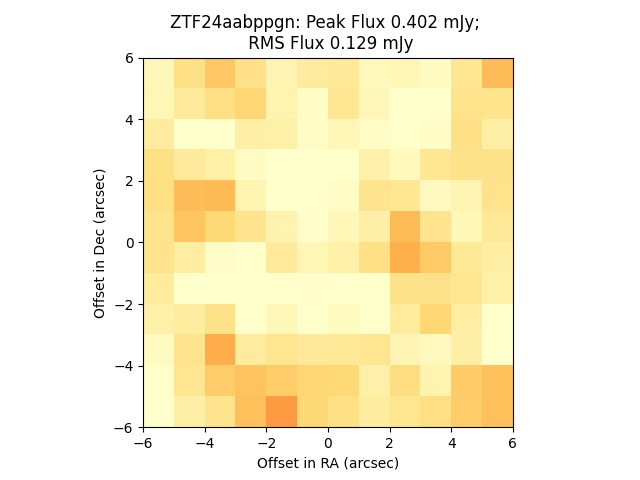 ZTF24aabppgn: Peak Flux 0.402 mJy;
RMS Flux 0.129 mJy
6
4
2
0
−2
−4
−6
Offset in Dec (arcsec)
−6 −4 −2 0 2 4 6
Offset in RA (arcsec)